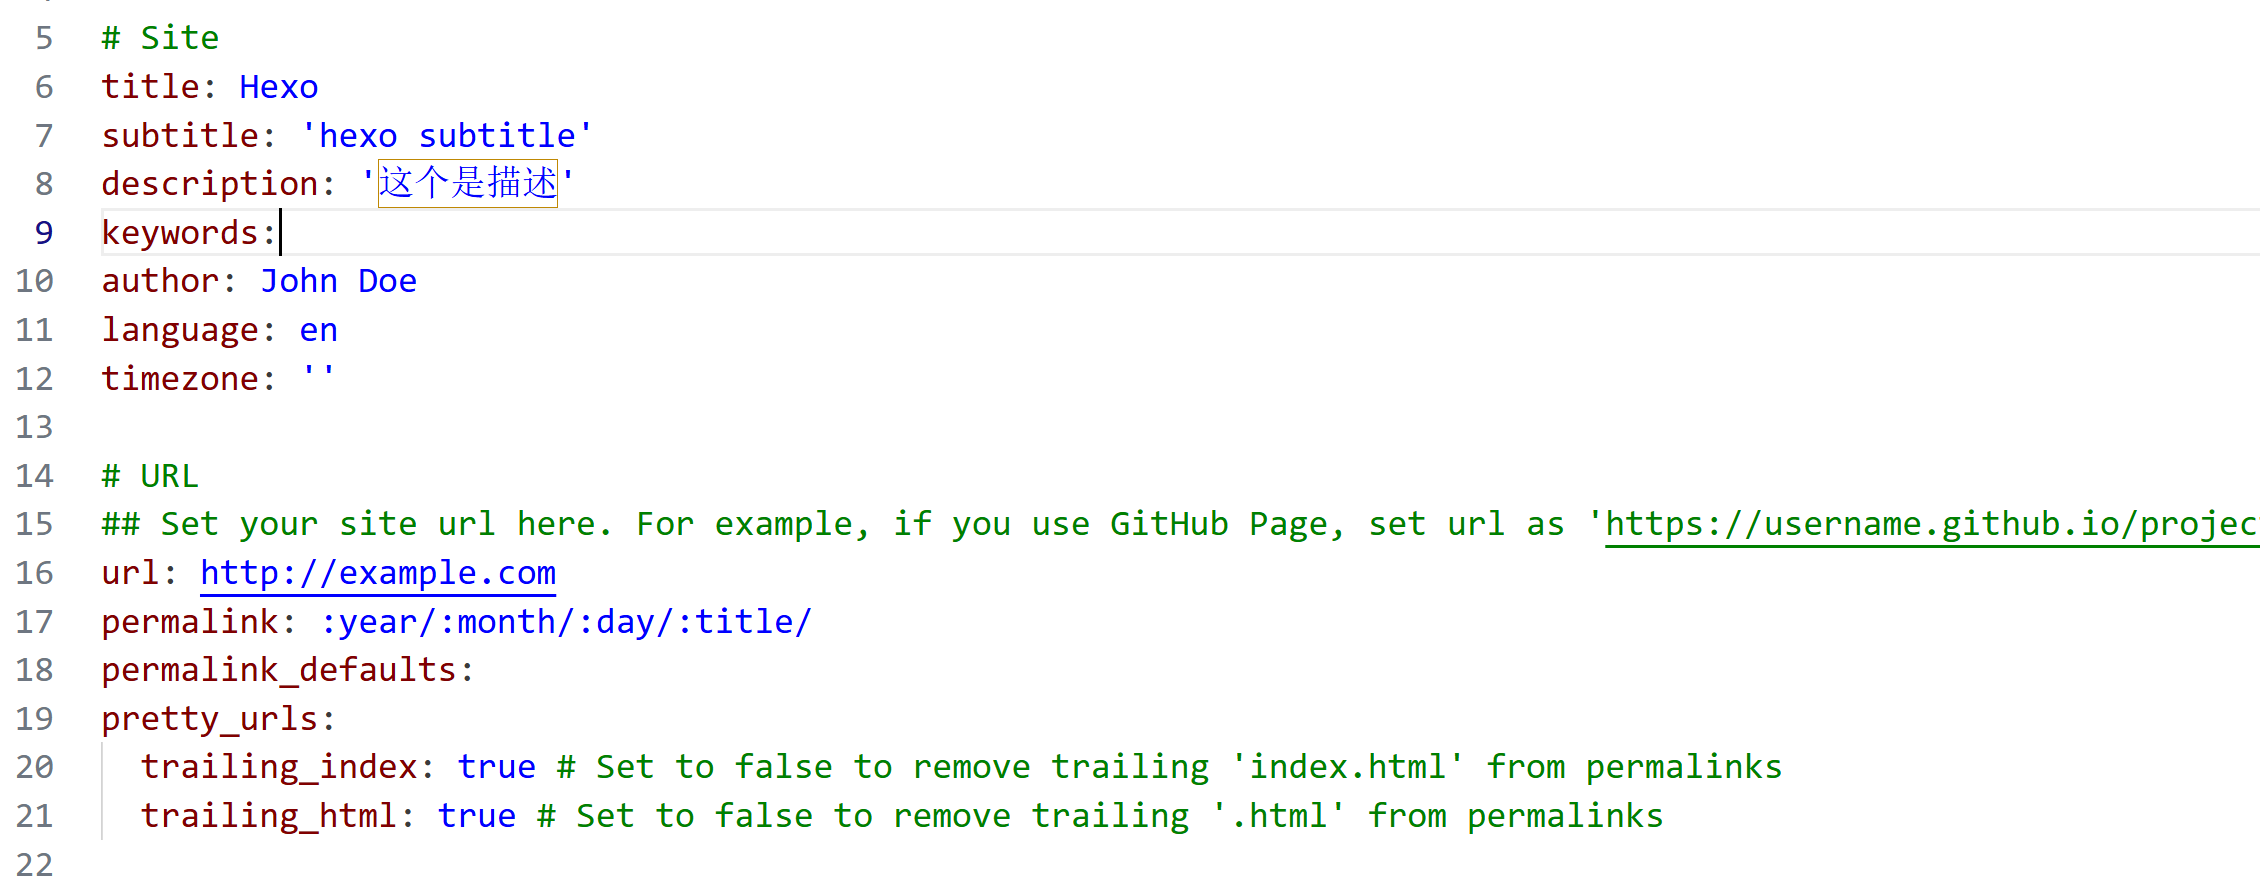 5 # Site
6 title: Hexo
7 subtitle: 'hexo subtitle'
8 description: '这个是描述'
9 keywords:
10 author: John Doe
11 language: en
12 timezone: ''
13
14 # URL
15 ## Set your site url here. For example, if you use GitHub Page, set url as 'https://username.github.io/projec
16 url: http://example.com
17 permalink: :year/:month/:day/:title/
18 permalink_defaults:
19 pretty_urls:
20 trailing_index: true # Set to false to remove trailing 'index.html' from permalinks
21 trailing_html: true # Set to false to remove trailing '.html' from permalinks
22